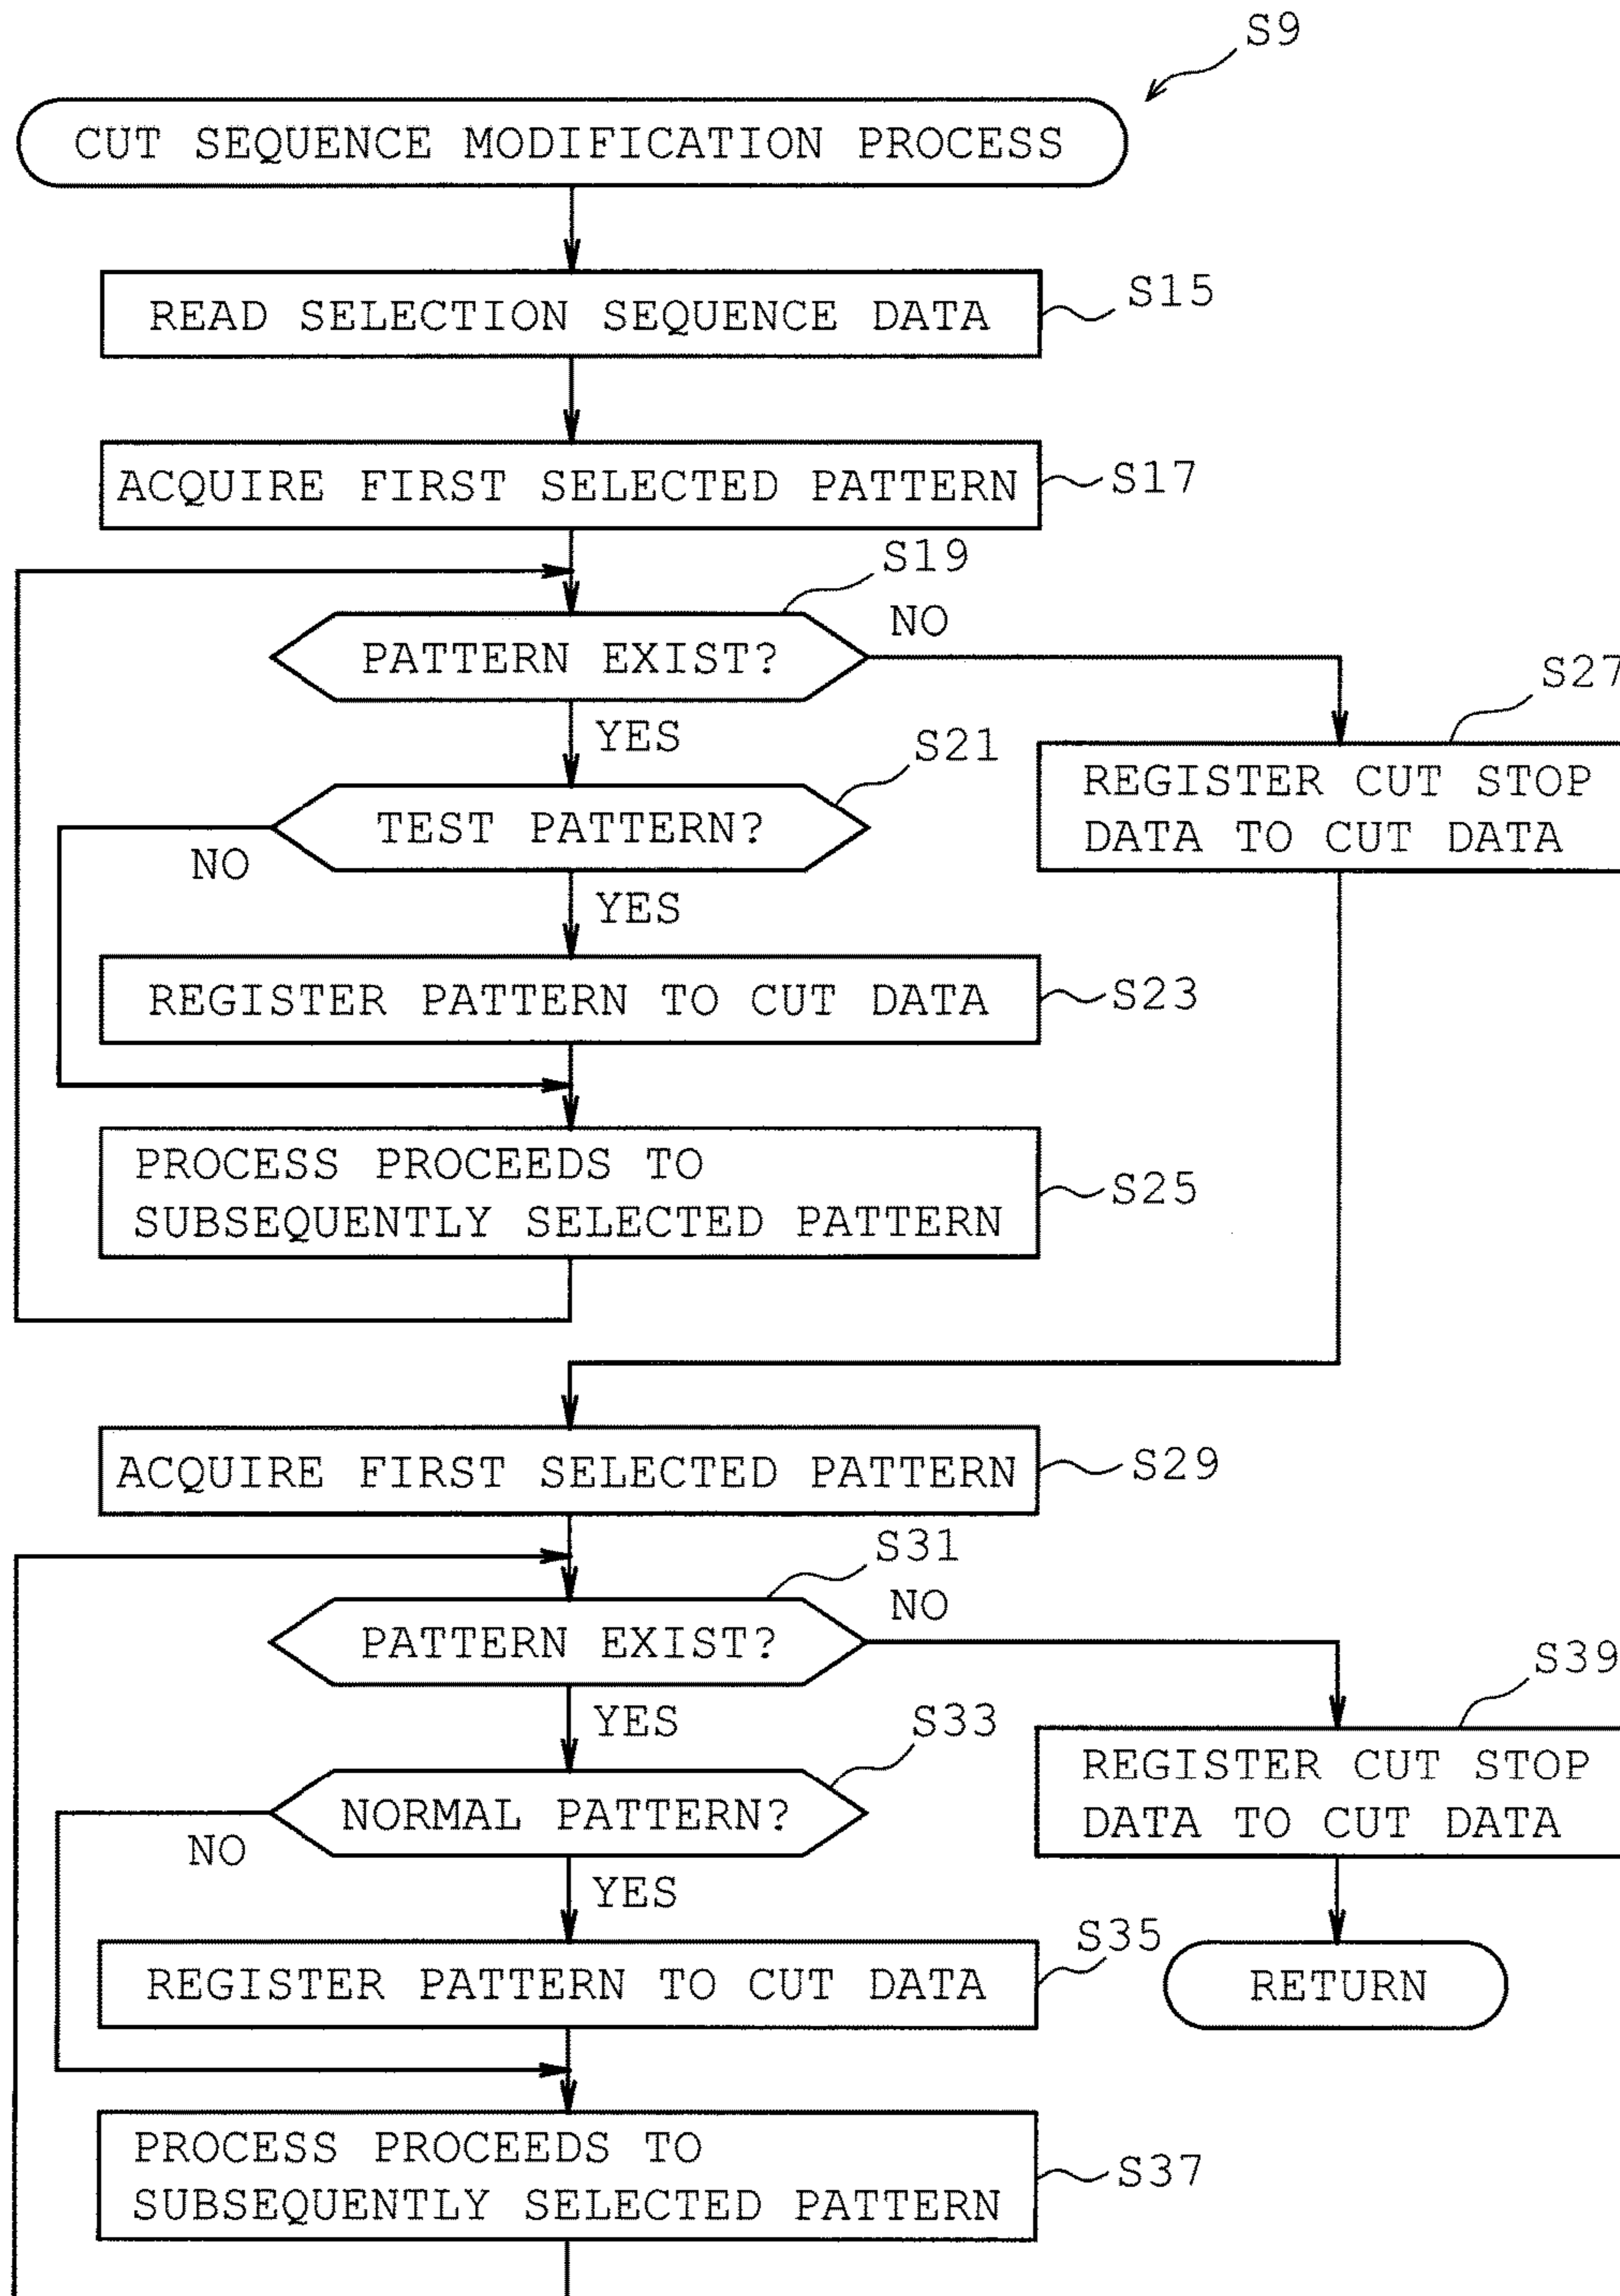 S9
CUT SEQUENCE MODIFICATION PROCESS
READ SELECTION SEQUENCE DATA
S15
ACQUIRE FIRST SELECTED PATTERN
S17
S19
PATTERN EXIST?
NO
YES
S27
REGISTER CUT STOP
DATA TO CUT DATA
S21
TEST PATTERN?
NO
YES
REGISTER PATTERN TO CUT DATA
S23
PROCESS PROCEEDS TO
SUBSEQUENTLY SELECTED PATTERN
S25
ACQUIRE FIRST SELECTED PATTERN
S29
S31
PATTERN EXIST?
NO
YES
S39
REGISTER CUT STOP
DATA TO CUT DATA
S33
NORMAL PATTERN?
NO
YES
S35
REGISTER PATTERN TO CUT DATA
RETURN
PROCESS PROCEEDS TO
SUBSEQUENTLY SELECTED PATTERN
S37